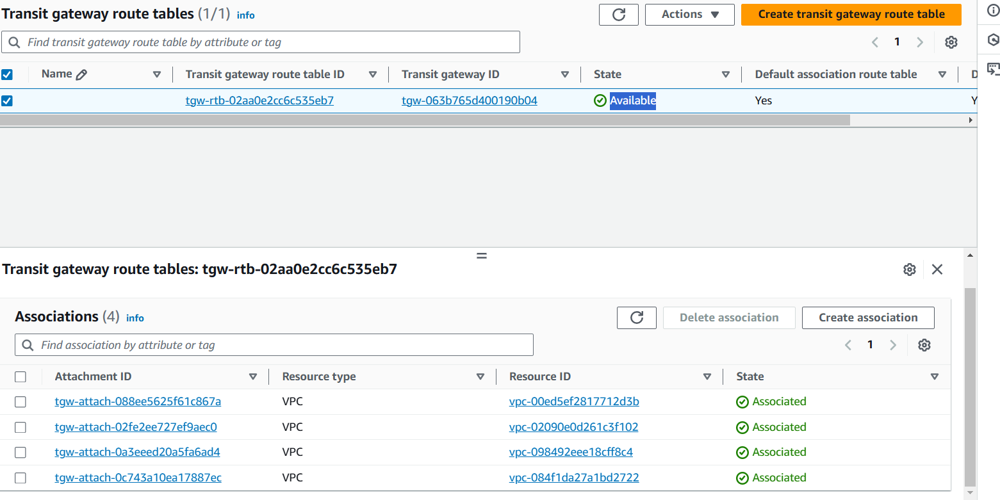 Transit gateway route tables (1/1) info
Actions
Create transit gateway route table
Find transit gateway route table by attribute or tag
1
Name Transit gateway route table ID Transit gateway ID State Default association route table D
tgw-rtb-02aa0e2cc6c535eb7 tgw-063b765d400190b04 Available Yes Y
Transit gateway route tables: tgw-rtb-02aa0e2cc6c535eb7
Associations (4) info
Delete association
Create association
Find association by attribute or tag
1
Attachment ID Resource type Resource ID State
tgw-attach-088ee5625f61c867a VPC vpc-00ed5ef2817712d3b Associated
tgw-attach-02fe2ee727ef9aec0 VPC vpc-02090e0d261c3f102 Associated
tgw-attach-0a3eeed20a5fa6ad4 VPC vpc-098492eee18cff8c4 Associated
tgw-attach-0c743a10ea17887ec VPC vpc-084f1da27a1bd2722 Associated